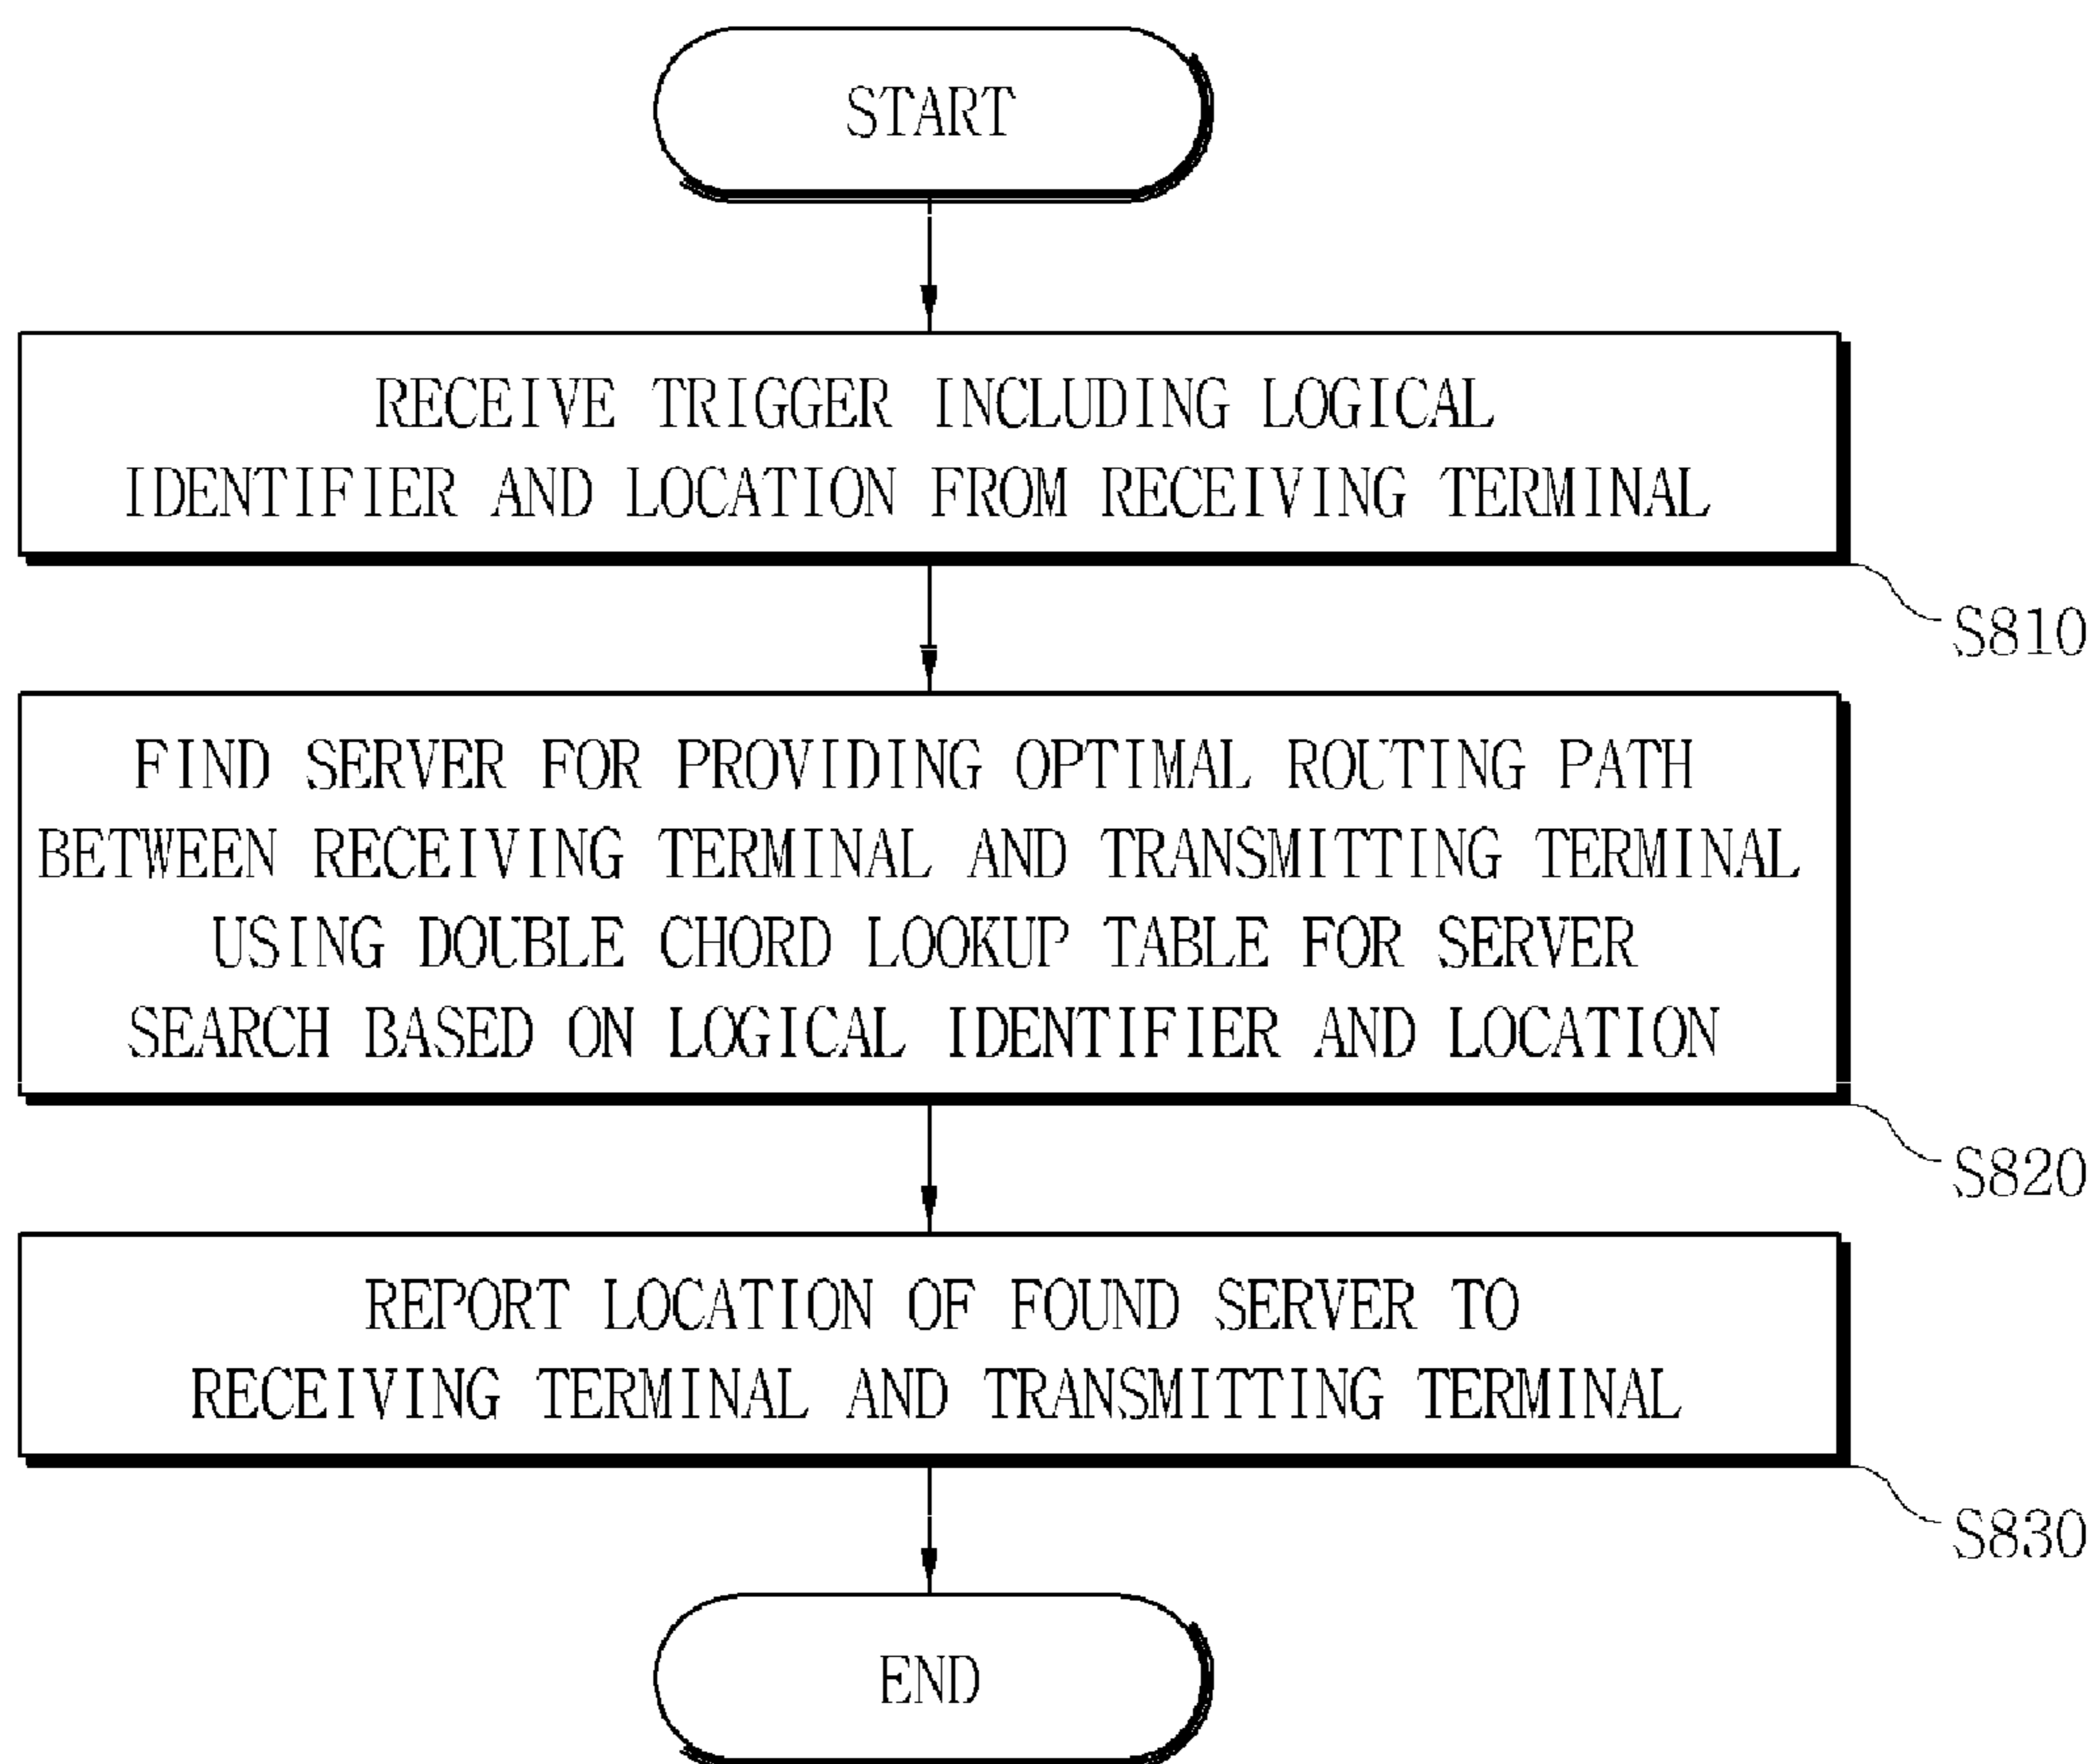 START
RECEIVE TRIGGER INCLUDING LOGICAL
IDENTIFIER AND LOCATION FROM RECEIVING TERMINAL
S810
FIND SERVER FOR PROVIDING OPTIMAL ROUTING PATH
BETWEEN RECEIVING TERMINAL AND TRANSMITTING TERMINAL
USING DOUBLE CHORD LOOKUP TABLE FOR SERVER
SEARCH BASED ON LOGICAL IDENTIFIER AND LOCATION
S820
REPORT LOCATION OF FOUND SERVER TO
RECEIVING TERMINAL AND TRANSMITTING TERMINAL
S830
END